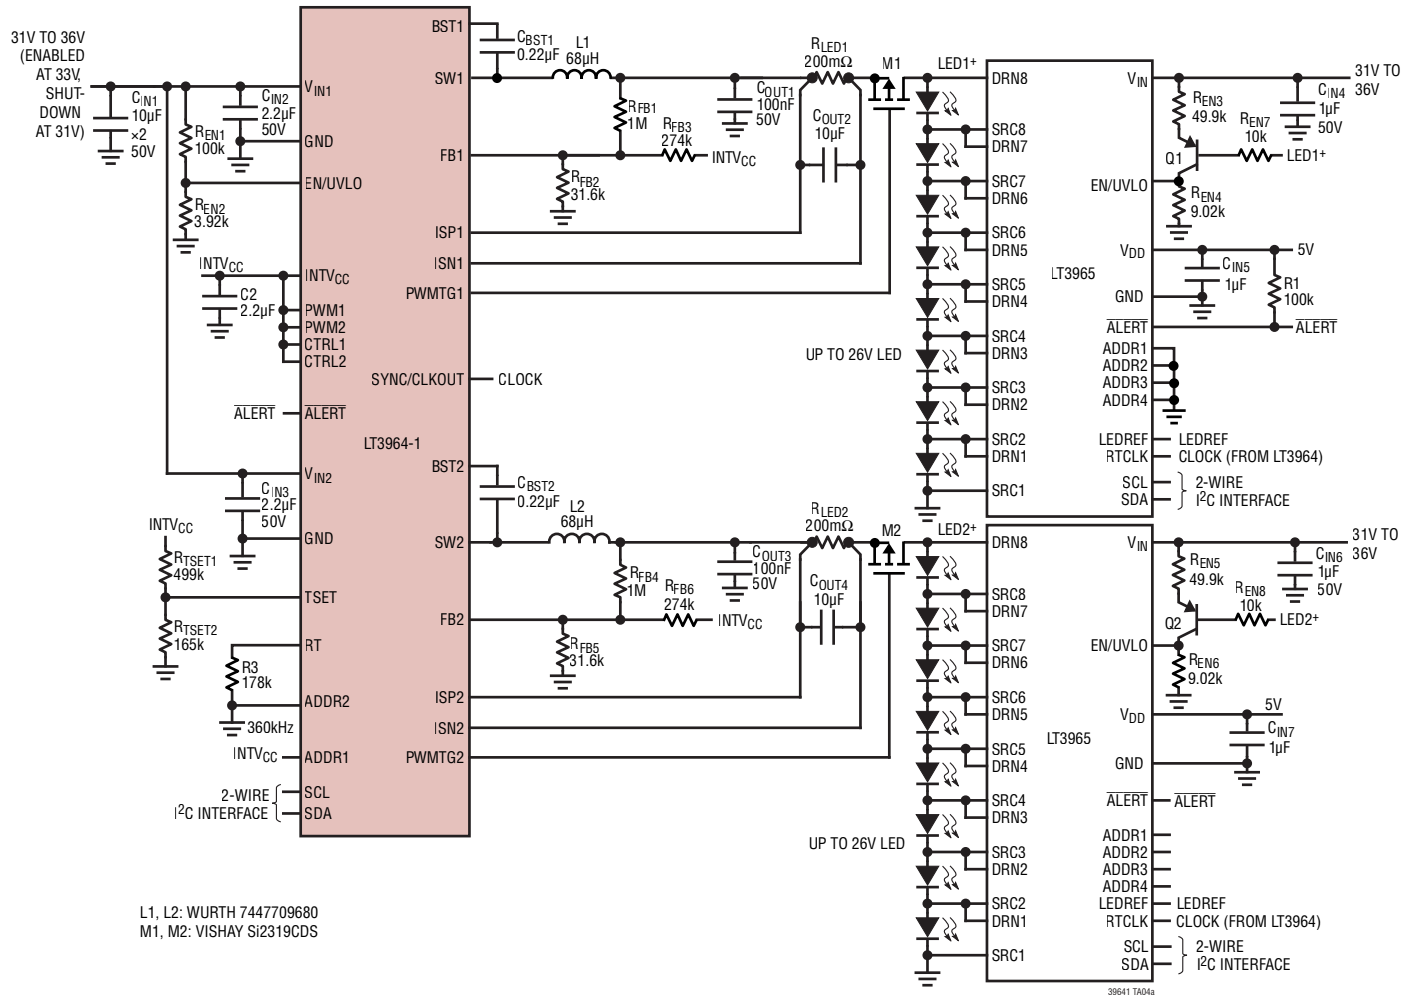 31V TO 36V
(ENABLED
AT 33V,
SHUT-
DOWN
AT 31V)
CIN1
10µF
×2
50V
REN1
100k
CIN2
2.2µF
50V
REN2
3.92k
INTVCC
C2
2.2µF
ALERT
CIN3
2.2µF
50V
INTVCC
RTSET1
499k
RTSET2
165k
R3
178k
360kHz
INTVCC
2-WIRE
I2C INTERFACE
VIN1
GND
EN/UVLO
INTVCC
PWM1
PWM2
CTRL1
CTRL2
ALERT
LT3964-1
VIN2
GND
TSET
RT
ADDR2
ADDR1
SCL
SDA
BST1
SW1
FB1
ISP1
ISN1
PWMTG1
SYNC/CLKOUT
CLOCK
BST2
SW2
FB2
ISP2
ISN2
PWMTG2
CBST1
0.22µF
L1
68µH
RFB1
1M
RFB3
274k
INTVCC
RFB2
31.6k
COUT1
100nF
50V
RLED1
200mΩ
COUT2
10µF
M1
LED1+
UP TO 26V LED
CBST2
0.22µF
L2
68µH
RFB4
1M
RFB6
274k
INTVCC
RFB5
31.6k
COUT3
100nF
50V
RLED2
200mΩ
COUT4
10µF
M2
LED2+
UP TO 26V LED
DRN8
SRC8
DRN7
SRC7
DRN6
SRC6
DRN5
SRC5
DRN4
SRC4
DRN3
SRC3
DRN2
SRC2
DRN1
SRC1
LT3965
VIN
EN/UVLO
VDD
GND
ALERT
ADDR1
ADDR2
ADDR3
ADDR4
LEDREF
RTCLK
SCL
SDA
31V TO
36V
REN3
49.9k
CIN4
1µF
50V
REN7
10k
LED1+
Q1
REN4
9.02k
5V
CIN5
1µF
R1
100k
ALERT
LEDREF
CLOCK (FROM LT3964)
2-WIRE
I2C INTERFACE
DRN8
SRC8
DRN7
SRC7
DRN6
SRC6
DRN5
SRC5
DRN4
SRC4
DRN3
SRC3
DRN2
SRC2
DRN1
SRC1
LT3965
VIN
EN/UVLO
VDD
GND
ALERT
ADDR1
ADDR2
ADDR3
ADDR4
LEDREF
RTCLK
SCL
SDA
31V TO
36V
REN5
49.9k
CIN6
1µF
50V
REN8
10k
LED2+
Q2
REN6
9.02k
5V
CIN7
1µF
ALERT
LEDREF
CLOCK (FROM LT3964)
2-WIRE
I2C INTERFACE
L1, L2: WURTH 7447709680
M1, M2: VISHAY Si2319CDS
39641 TA04a